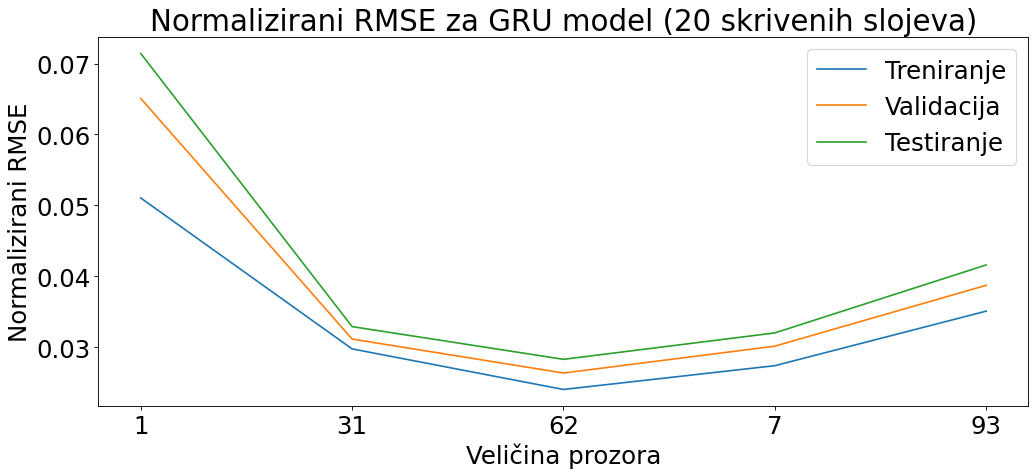 Normalizirani RMSE za GRU model (20 skrivenih slojeva)
Treniranje
Validacija
Testiranje
Normalizirani RMSE
0.07
0.06
0.05
0.04
0.03
1 31 62 7 93
Veličina prozora